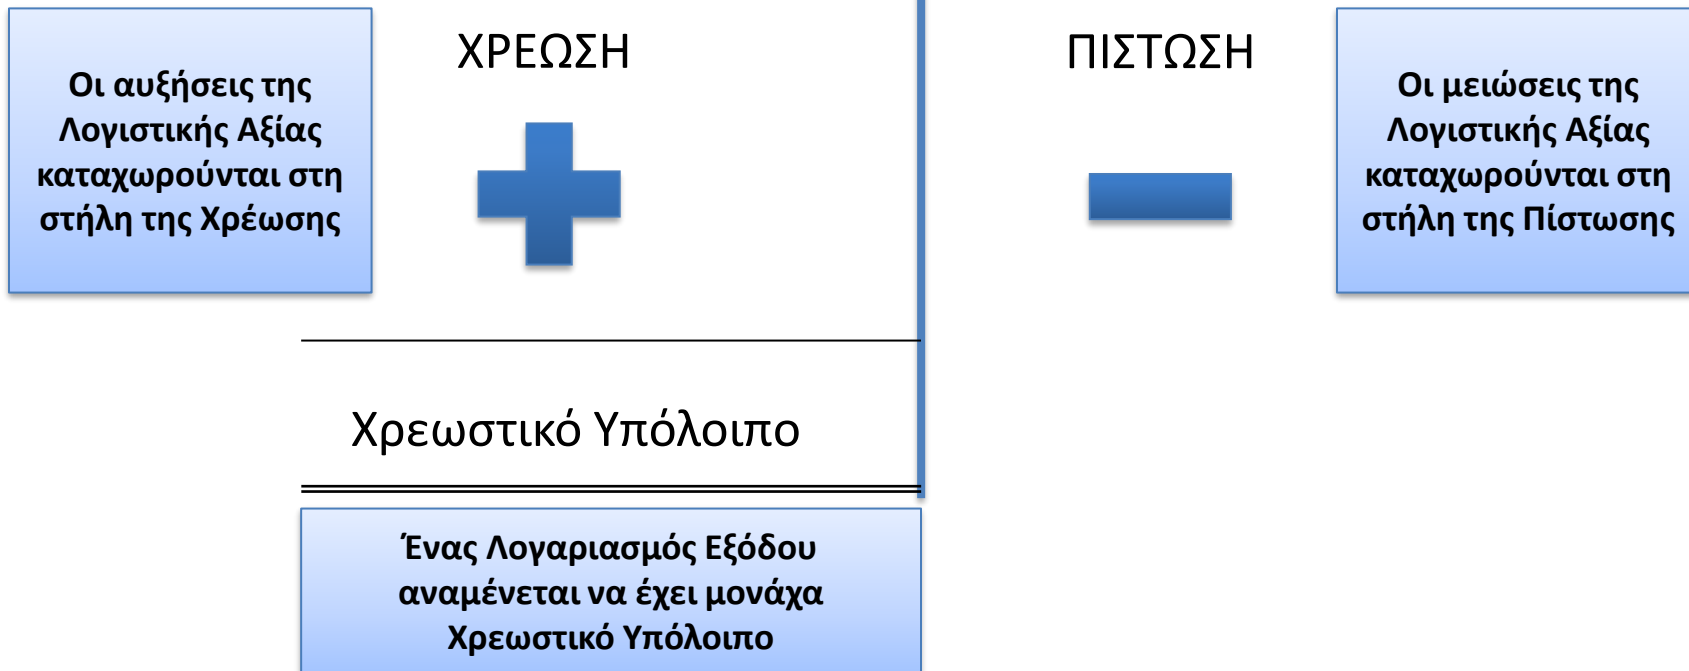 Οι αυξήσεις της
Λογιστικής Αξίας
καταχωρούνται στη
στήλη της Χρέωσης
ΧΡΕΩΣΗ
ΠΙΣΤΩΣΗ
Οι μειώσεις της
Λογιστικής Αξίας
καταχωρούνται στη
στήλη της Πίστωσης
Χρεωστικό Υπόλοιπο
Ένας Λογαριασμός Εξόδου
αναμένεται να έχει μονάχα
Χρεωστικό Υπόλοιπο